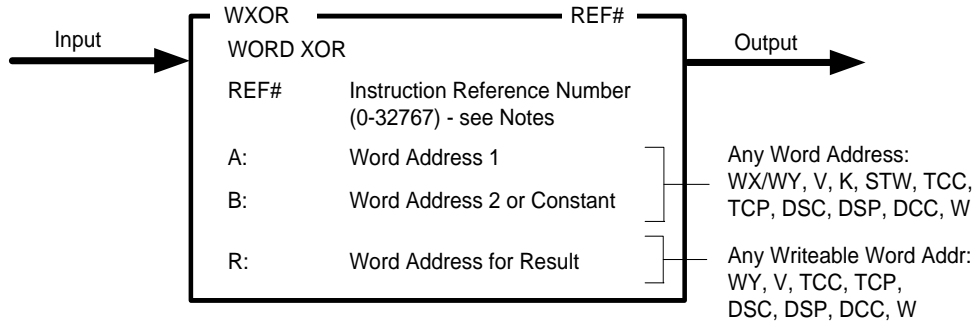 WXOR REF#
Input
WORD XOR
Output
REF# Instruction Reference Number
(0-32767) - see Notes
A: Word Address 1
B: Word Address 2 or Constant
Any Word Address:
WX/WY, V, K, STW, TCC,
TCP, DSC, DSP, DCC, W
R: Word Address for Result
Any Writeable Word Addr:
WY, V, TCC, TCP,
DSC, DSP, DCC, W